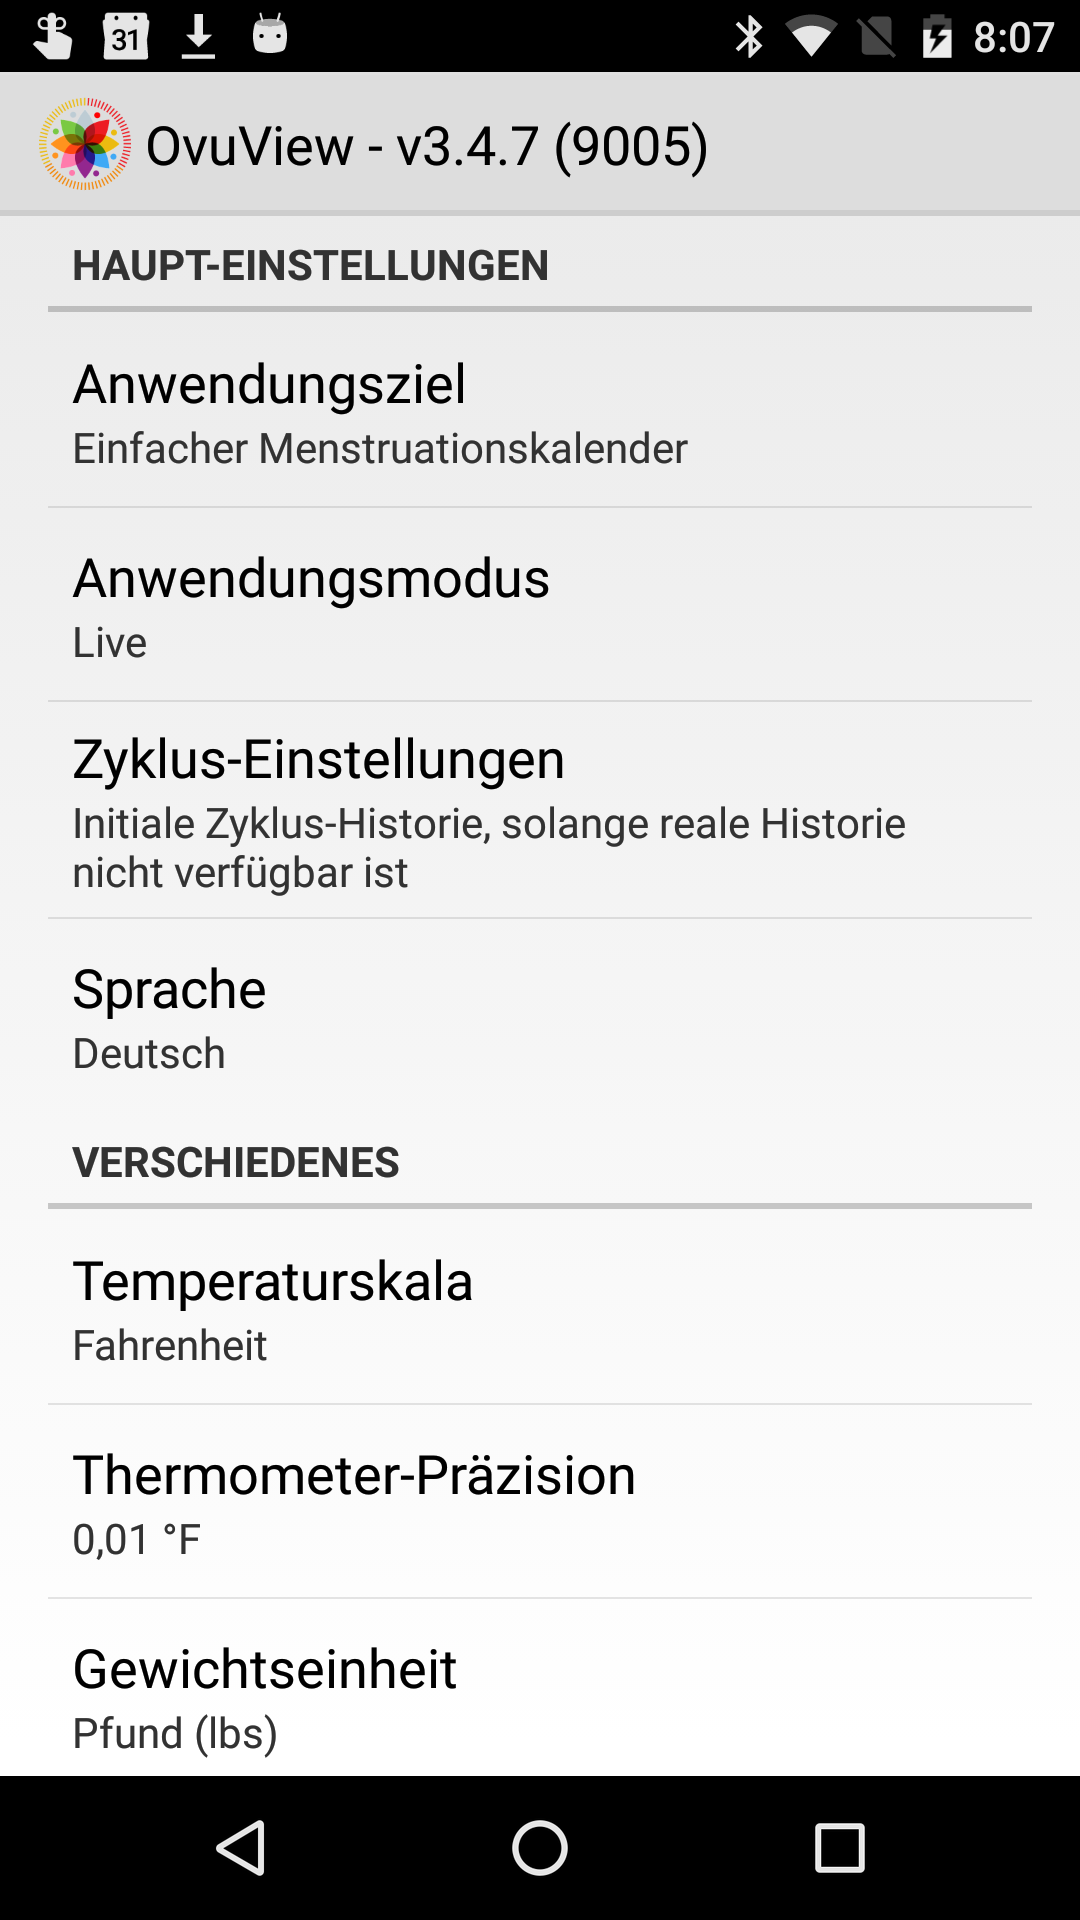 31
8:07
OvuView - v3.4.7 (9005)
HAUPT-EINSTELLUNGEN
Anwendungsziel
Einfacher Menstruationskalender
Anwendungsmodus
Live
Zyklus-Einstellungen
Initiale Zyklus-Historie, solange reale Historie
nicht verfügbar ist
Sprache
Deutsch
VERSCHIEDENES
Temperaturskala
Fahrenheit
Thermometer-Präzision
0,01 °F
Gewichtseinheit
Pfund (lbs)